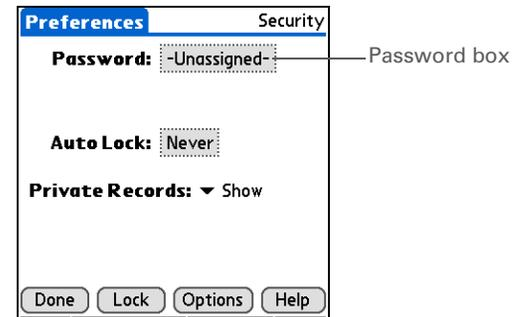 Preferences Security
Password: -Unassigned- Password box
Auto Lock: Never
Private Records: Show
Done Lock Options Help